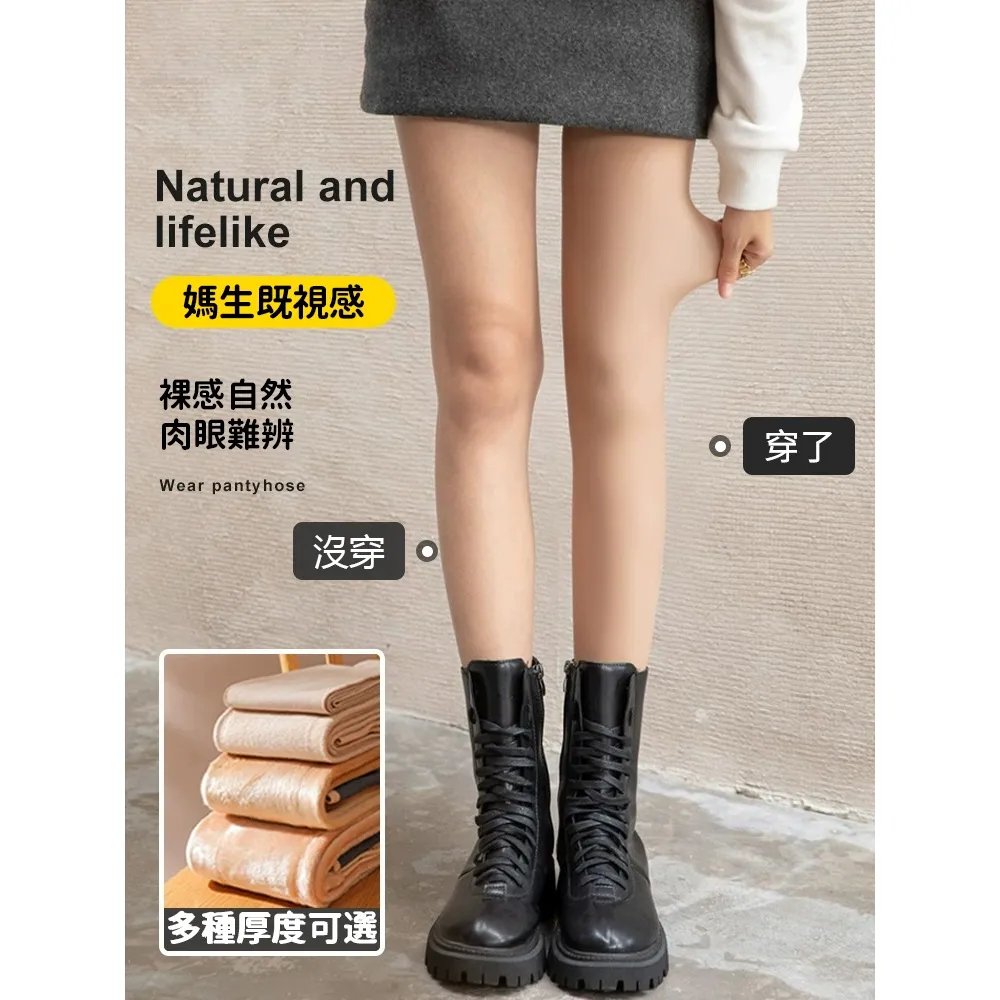 Natural and
lifelike
媽生既視感
裸感自然
肉眼難辨
Wear pantyhose
穿了
沒穿
多種厚度可選